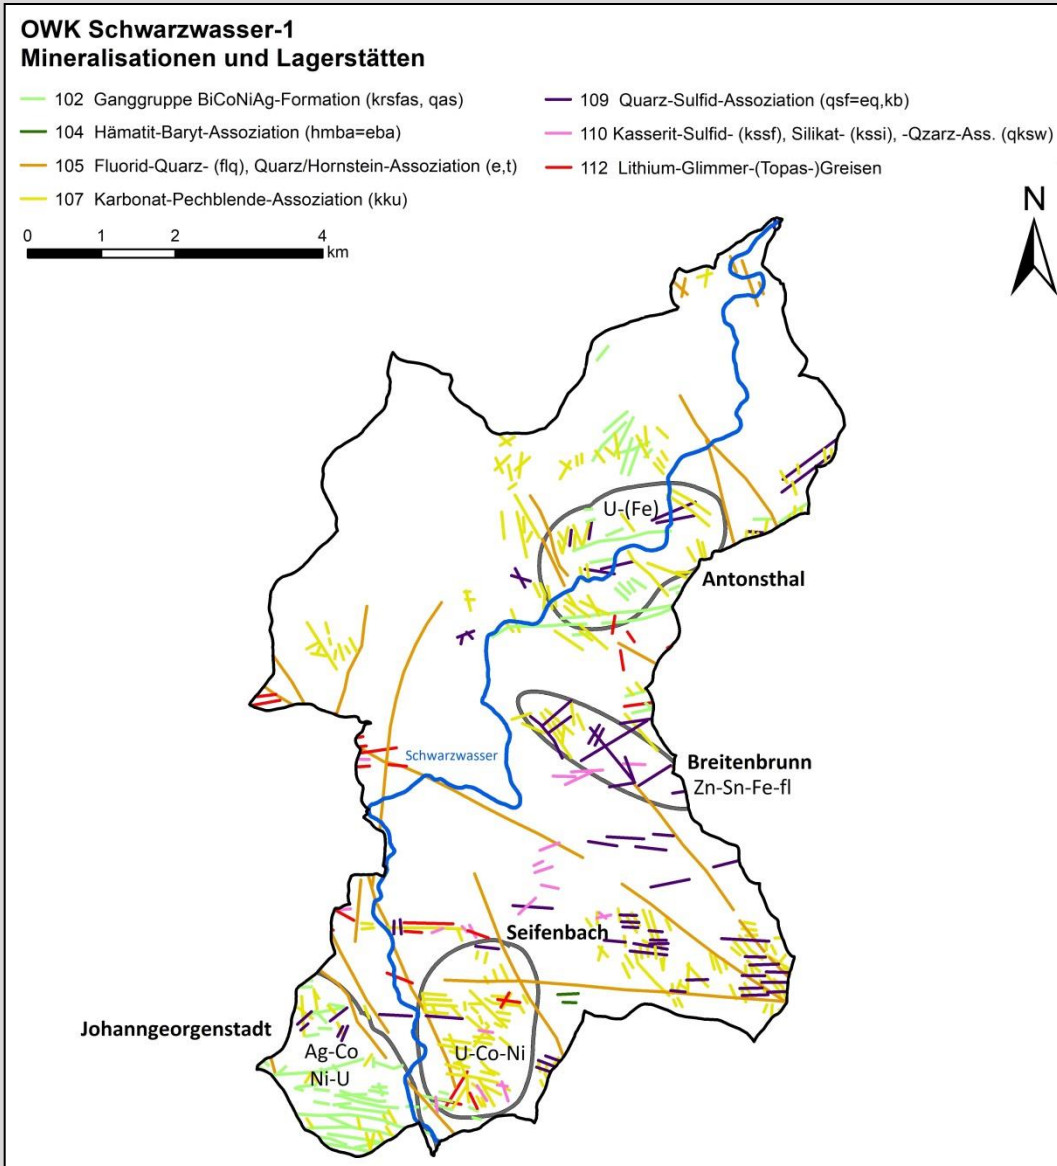 OWK Schwarzwasser-1
Mineralisationen und Lagerstätten
102 Ganggruppe BiCoNiAg-Formation (krsfas, qas)
104 Hämatit-Baryt-Assoziation (hmba=eba)
105 Fluorid-Quarz- (flq), Quarz/Hornstein-Assoziation (e,t)
107 Karbonat-Pechblende-Assoziation (kku)
109 Quarz-Sulfid-Assoziation (qsf=eq,kb)
110 Kasserit-Sulfid- (kssf), Silikat- (kssi), -Qzarz-Ass. (qksw)
112 Lithium-Glimmer-(Topas-)Greisen
0 1 2 4
km
N
U-(Fe)
Antonsthal
Schwarzwasser
Breitenbrunn
Zn-Sn-Fe-fl
Seifenbach
Johanngeorgenstadt
Ag-Co
Ni-U
U-Co-Ni